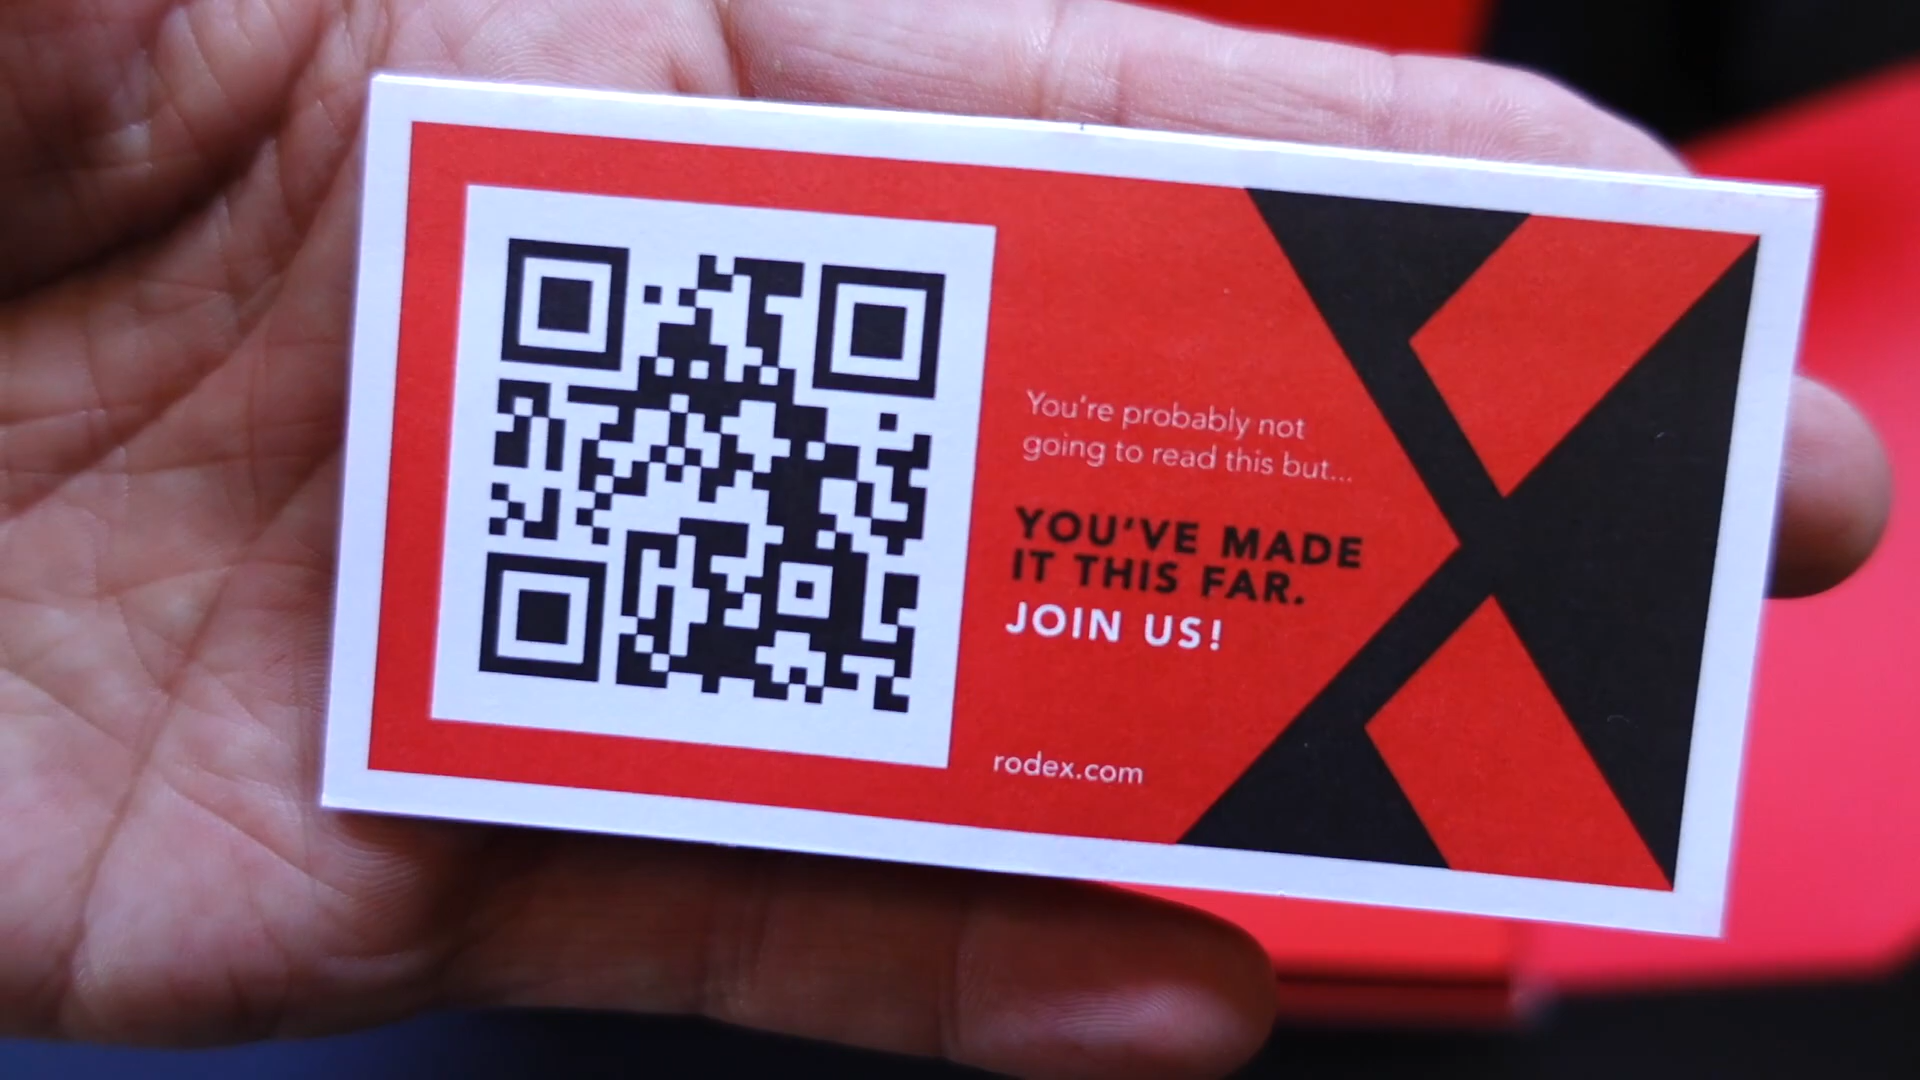 You're probably not
going to read this but...
YOU'VE MADE
IT THIS FAR.
JOIN US!
rodex.com